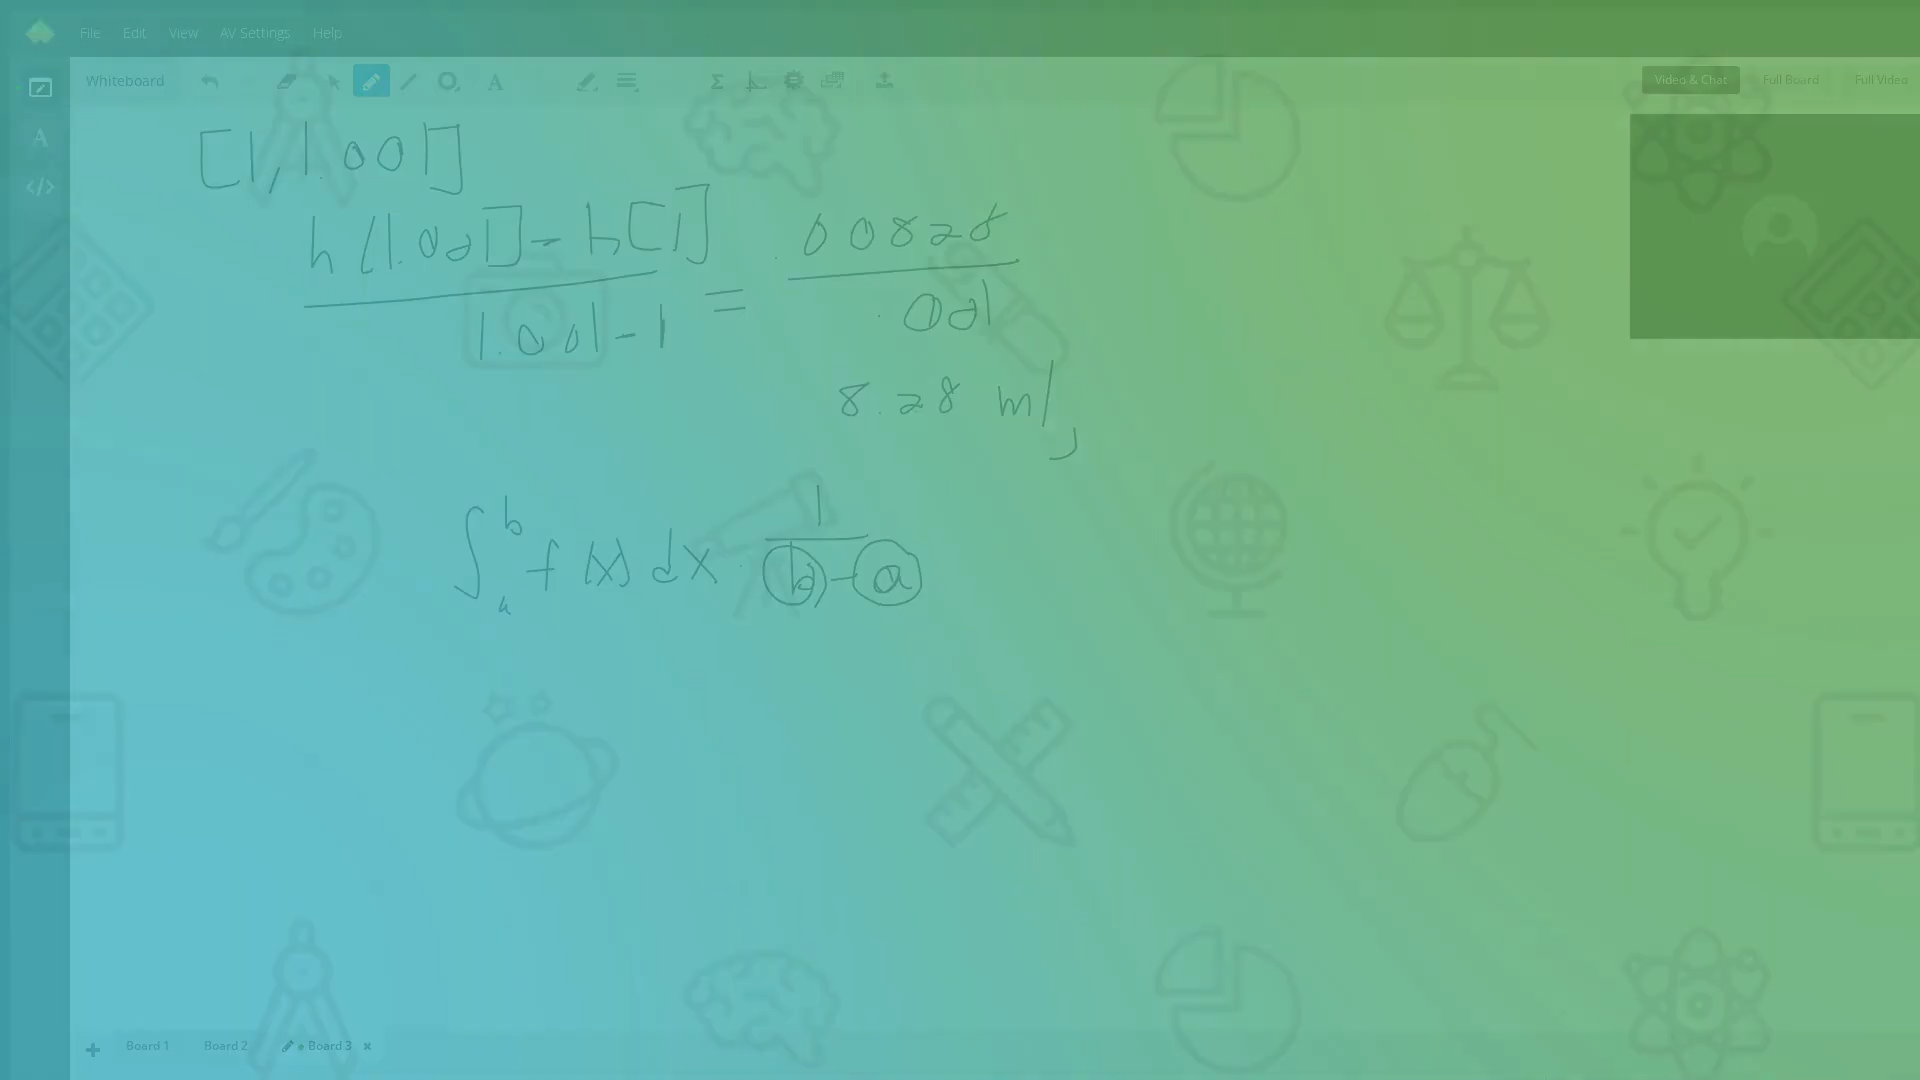 File Edit View AV Settings Help
Whiteboard A Σ Video & Chat Full Board Full Video
A
</>
[1, 1.001]
h(1.001] - h[1] = .00828
1.001 - 1 .001
8.28 m/s
∫ₐᵇ f(x) dx · 1
b - a
Board 1 Board 2 Board 3